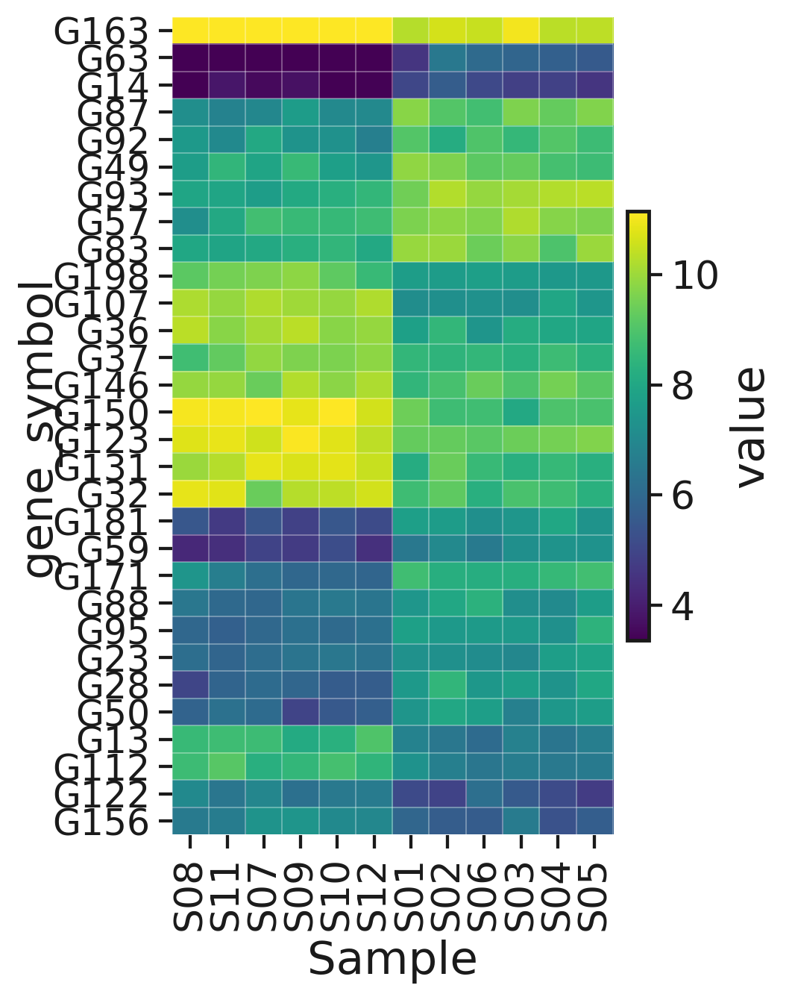 gene_symbol
G163
G63
G14
G87
G92
G49
G93
G57
G83
G198
G107
G36
G37
G146
G150
G123
G131
G32
G181
G59
G171
G88
G95
G23
G28
G50
G13
G112
G122
G156
S08 S11 S07 S09 S10 S12 S01 S02 S06 S03 S04 S05
Sample
10
8
6
4
value